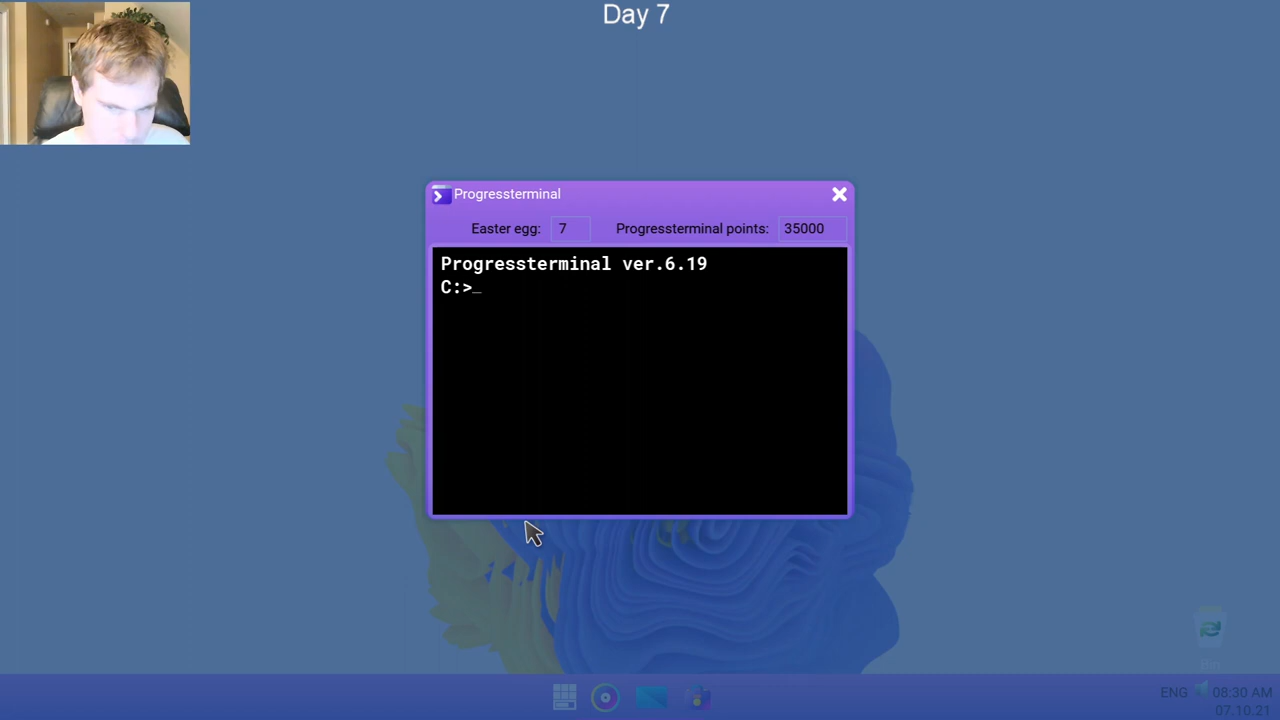 Day 7
Progressterminal
Easter egg: 7 Progressterminal points: 35000
Progressterminal ver.6.19
C:>_
Bin
ENG 08:30 AM
07.10.21